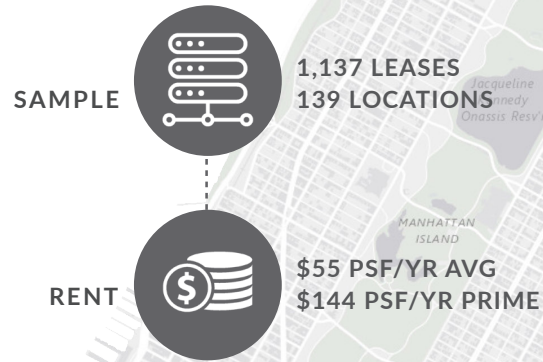 SAMPLE
1,137 LEASES
139 LOCATIONS
Jacqueline
Kennedy
Onassis Resv'
MANHATTAN
ISLAND
$
RENT
$55 PSF/YR AVG
$144 PSF/YR PRIME